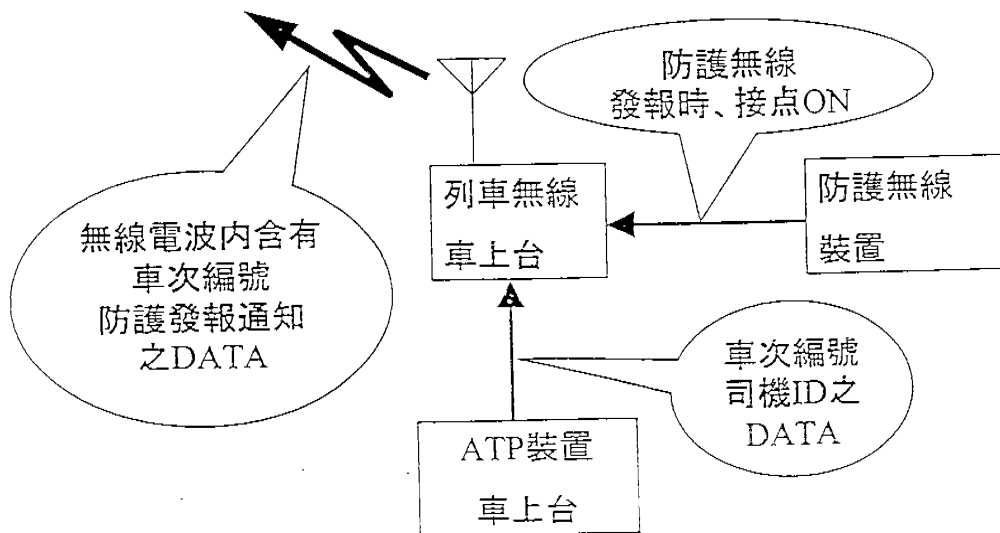 防護無線
發報時、接点ON
列車無線
車上台
防護無線
裝置
無線電波内含有
車次編號
防護發報通知
之DATA
車次編號
司機ID之
DATA
ATP裝置
車上台